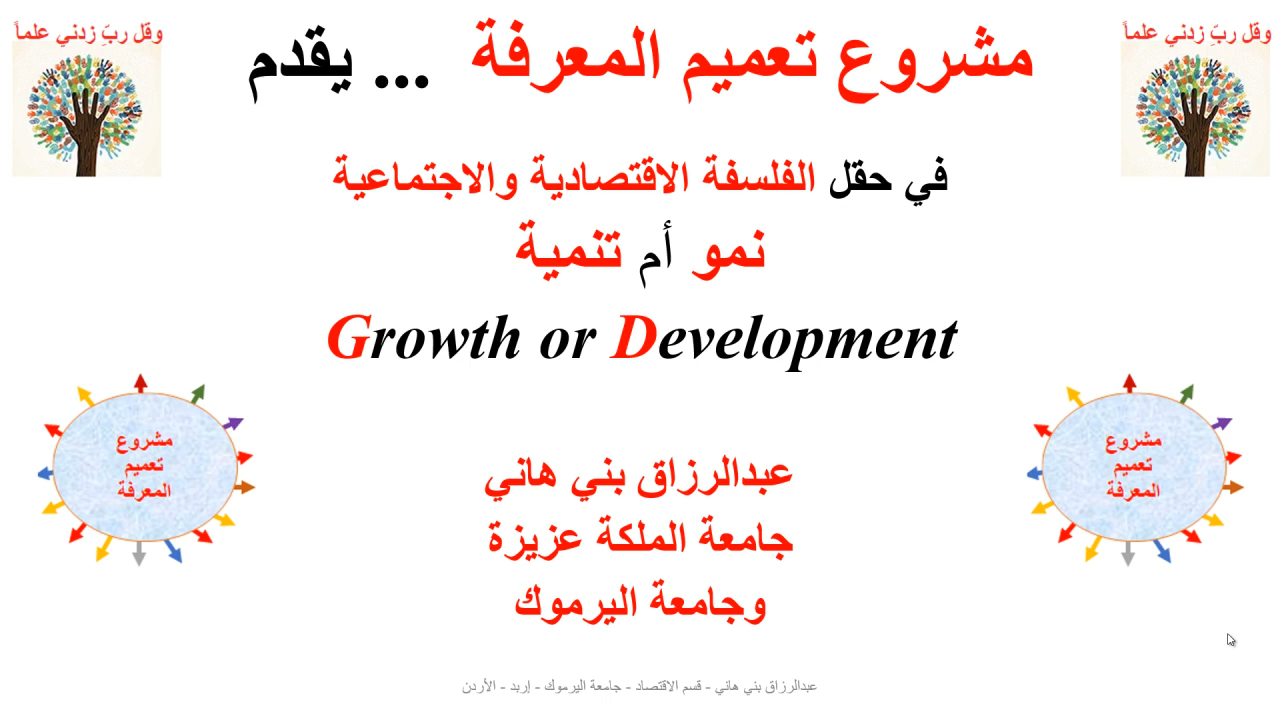 وقل ربِّ زدني علماً
وقل ربِّ زدني علماً
مشروع تعميم المعرفة ... يقدم
في حقل الفلسفة الاقتصادية والاجتماعية
نمو أم تنمية
Growth or Development
مشروع
تعميم
المعرفة
مشروع
تعميم
المعرفة
عبدالرزاق بني هاني
جامعة الملكة عزيزة
وجامعة اليرموك
عبدالرزاق بني هاني - قسم الاقتصاد - جامعة اليرموك - إربد - الأردن